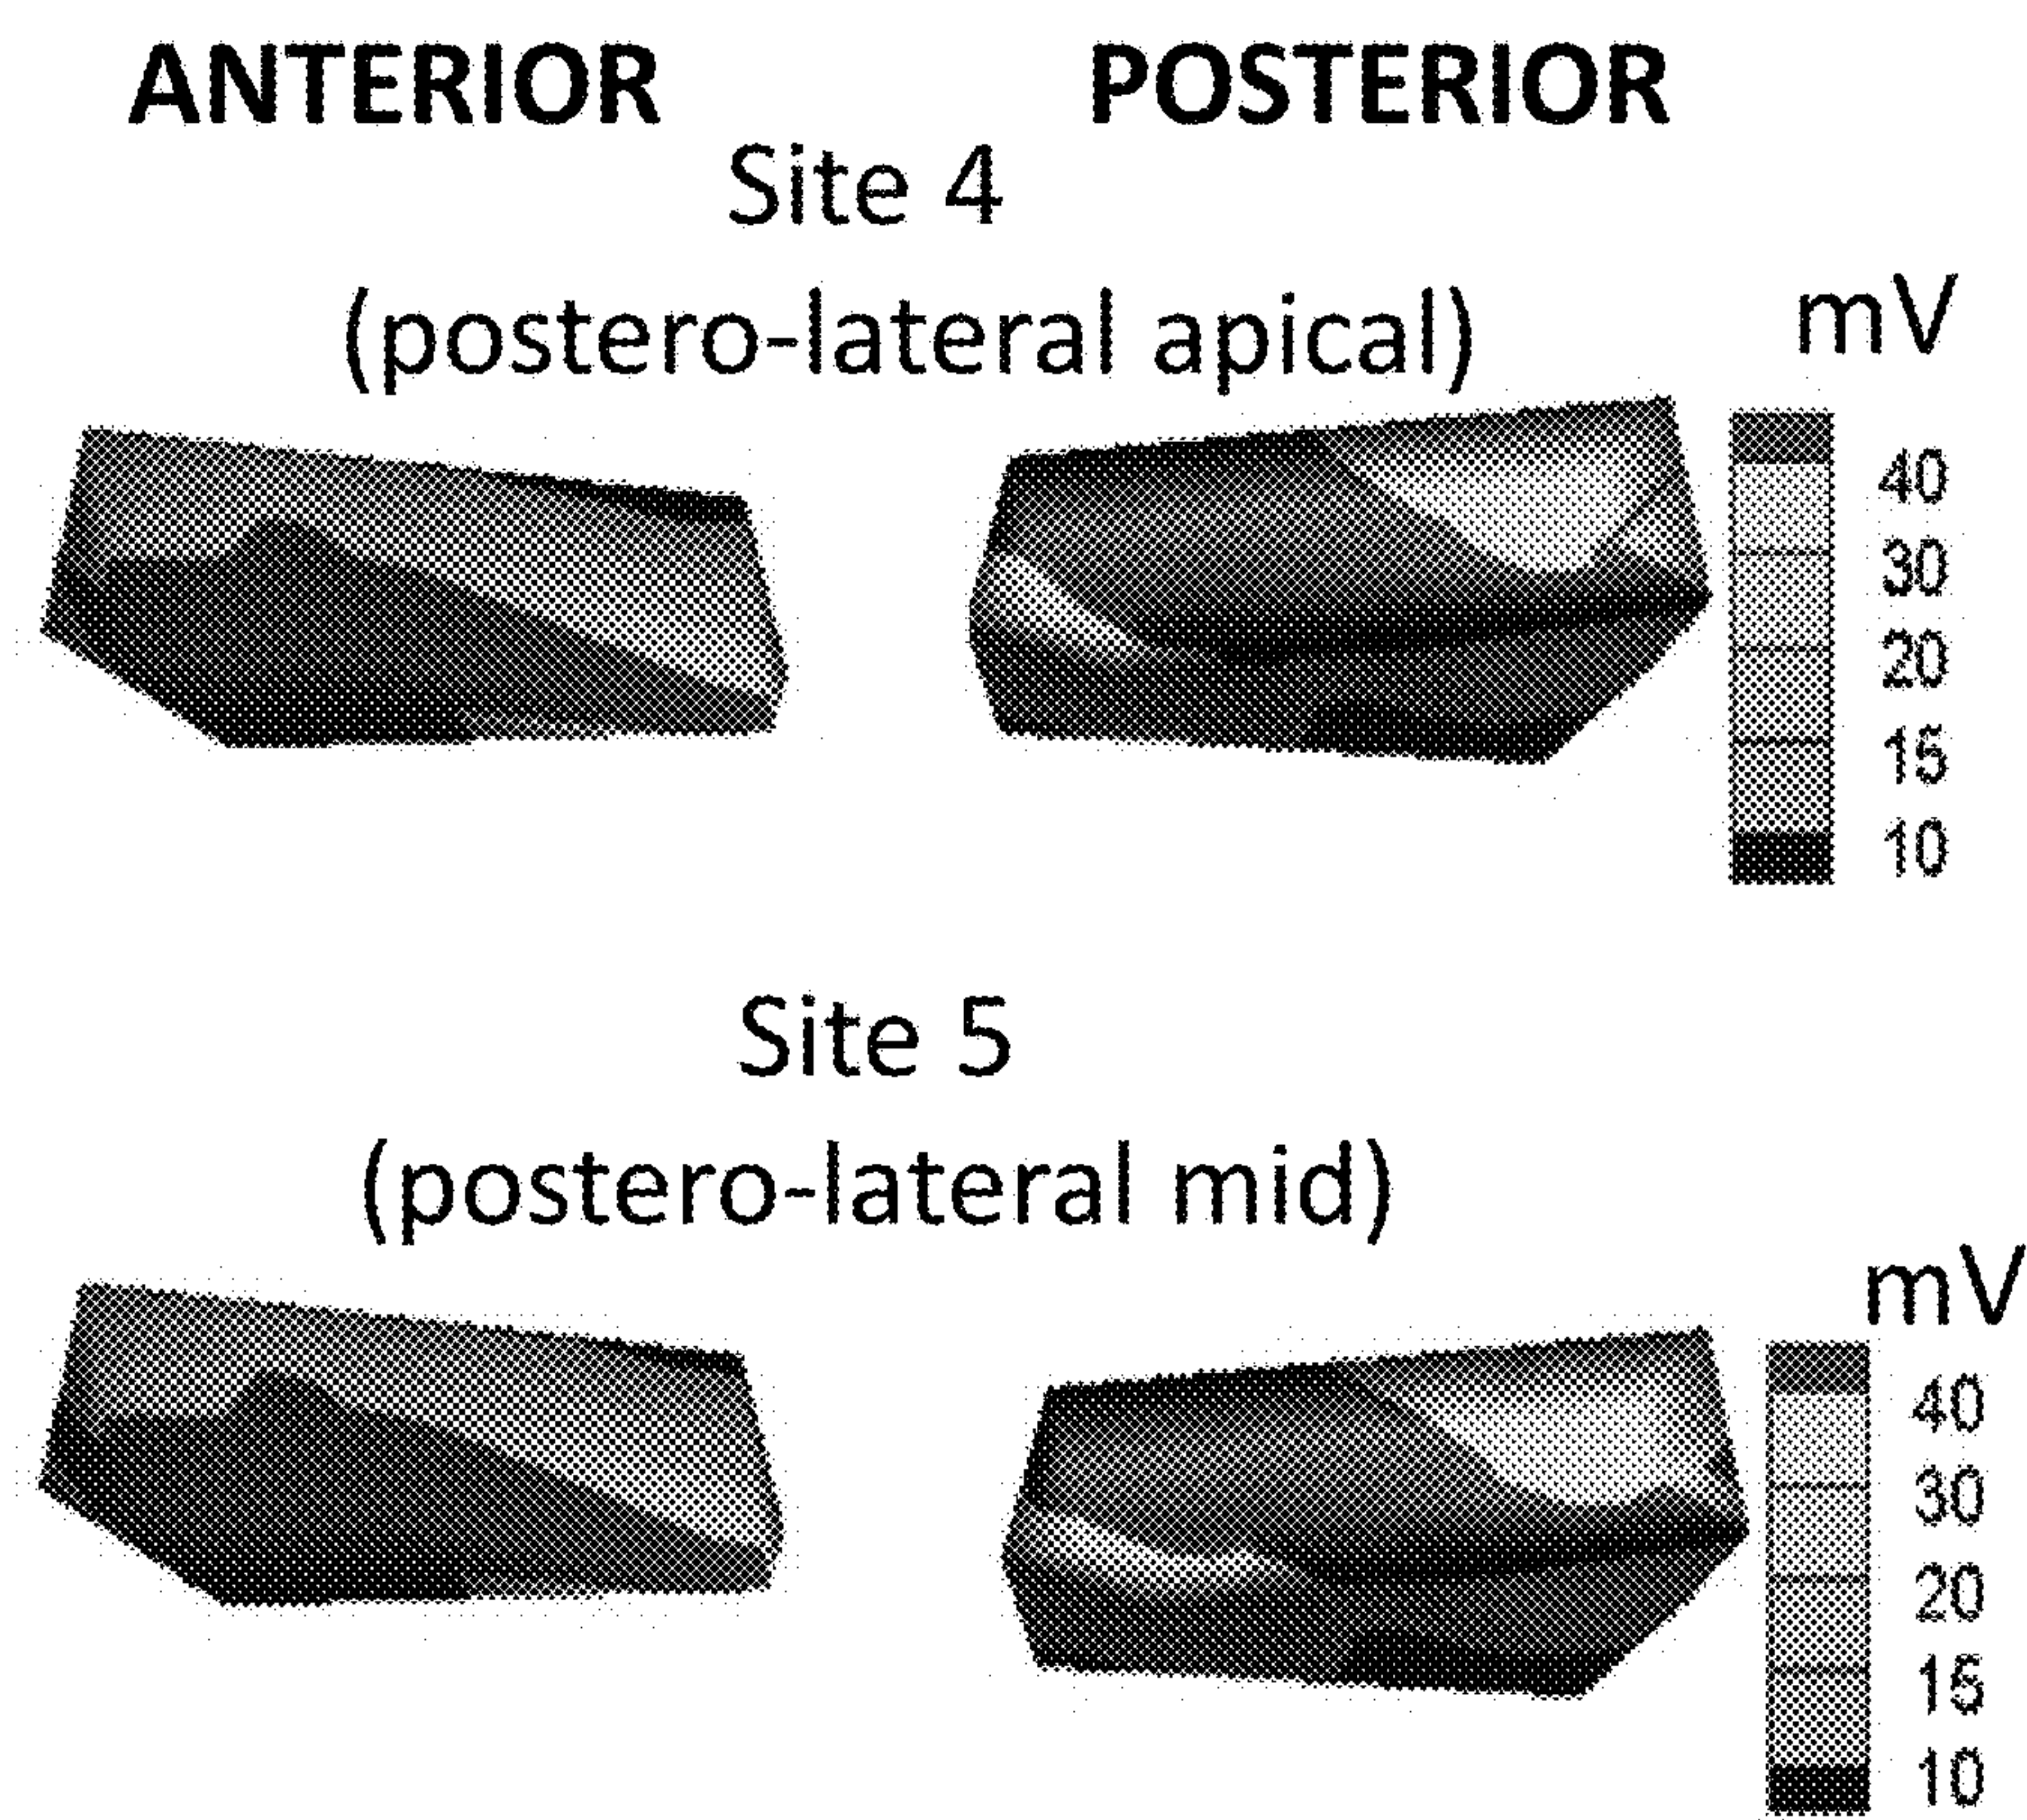 ANTERIOR POSTERIOR
Site 4
(postero-lateral apical)
mV
40
30
20
15
10
Site 5
(postero-lateral mid)
mV
40
30
20
15
10